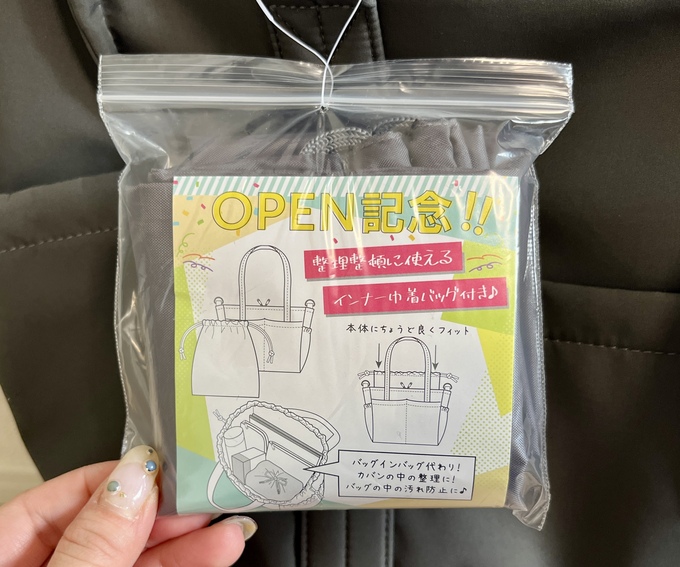 OPEN記念!!
整理整頓に使える
インナー巾着バッグ付き♪
本体にちょうど良くフィット
バッグインバッグ代わり!
カバンの中の整理に!
バッグの中の汚れ防止に♪